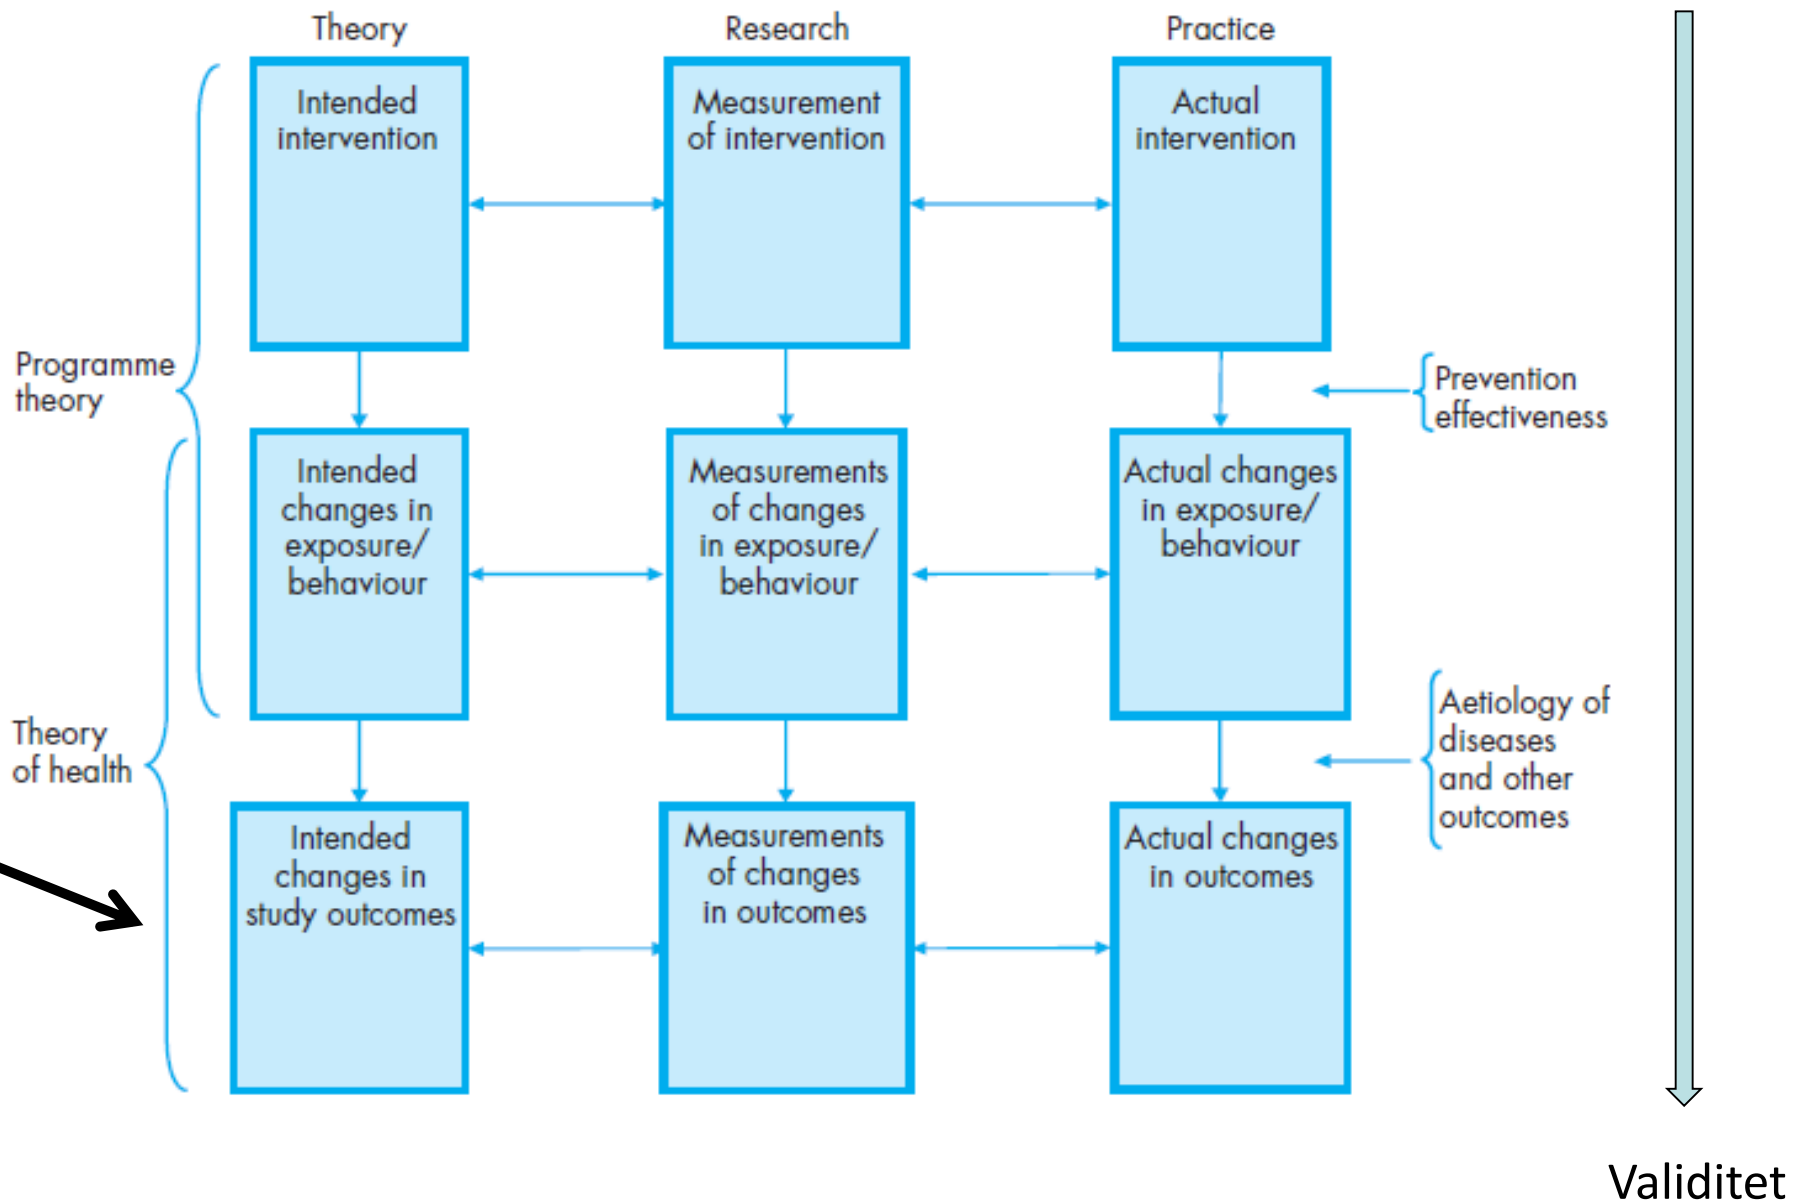 Theory
Research
Practice
Intended
intervention
Measurement
of intervention
Actual
intervention
Programme
theory
Prevention
effectiveness
Intended
changes in
exposure/
behaviour
Measurements
of changes
in exposure/
behaviour
Actual changes
in exposure/
behaviour
Theory
of health
Aetiology of
diseases
and other
outcomes
Intended
changes in
study outcomes
Measurements
of changes
in outcomes
Actual changes
in outcomes
Validitet